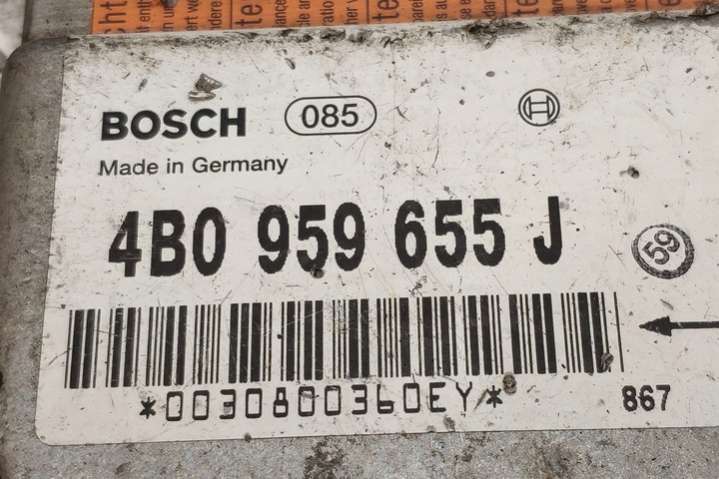 BOSCH 085
Made in Germany
4B0 959 655 J
59
*0030800360EY*
867